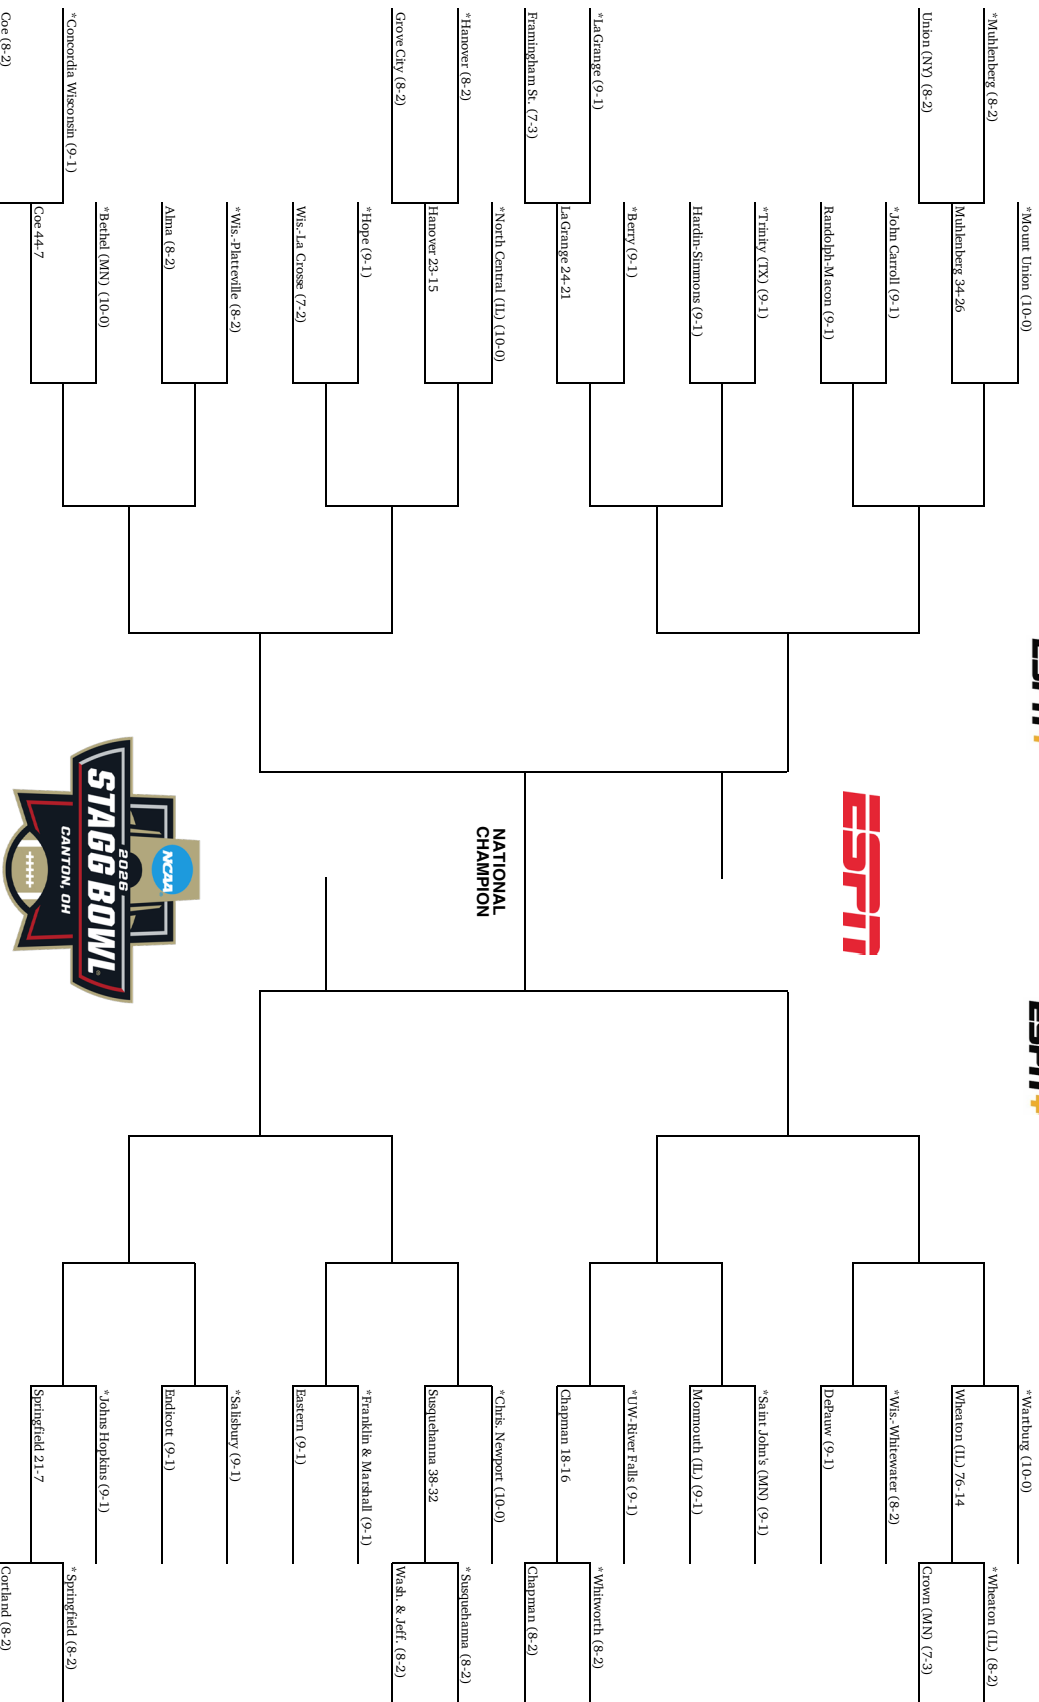 *Muhlenberg (8-2)
Union (NY) (8-2)
*LaGrange (9-1)
Framingham St. (7-3)
*Hanover (8-2)
Grove City (8-2)
*Concordia Wisconsin (9-1)
Coe (8-2)
*Mount Union (10-0)
Muhlenberg 34-26
*John Carroll (9-1)
Randolph-Macon (9-1)
*Trinity (TX) (9-1)
Hardin-Simmons (9-1)
*Berry (9-1)
LaGrange 24-21
*North Central (IL) (10-0)
Hanover 23-15
*Hope (9-1)
Wis.-La Crosse (7-2)
*Wis.-Platteville (8-2)
Alma (8-2)
*Bethel (MN) (10-0)
Coe 44-7
ESPN+
ESPN
NATIONAL
CHAMPION
NCAA
2026
STAGG BOWL
CANTON, OH
ESPN+
*Wartburg (10-0)
Wheaton (IL) 76-14
*Wis.-Whitewater (8-2)
DePauw (9-1)
*Saint John's (MN) (9-1)
Monmouth (IL) (9-1)
*UW-River Falls (9-1)
Chapman 18-16
*Chris. Newport (10-0)
Susquehanna 38-32
*Franklin & Marshall (9-1)
Eastern (9-1)
*Salisbury (9-1)
Endicott (9-1)
*Johns Hopkins (9-1)
Springfield 21-7
*Wheaton (IL) (8-2)
Crown (MN) (7-3)
*Whitworth (8-2)
Chapman (8-2)
*Susquehanna (8-2)
Wash. & Jeff. (8-2)
*Springfield (8-2)
Cortland (8-2)